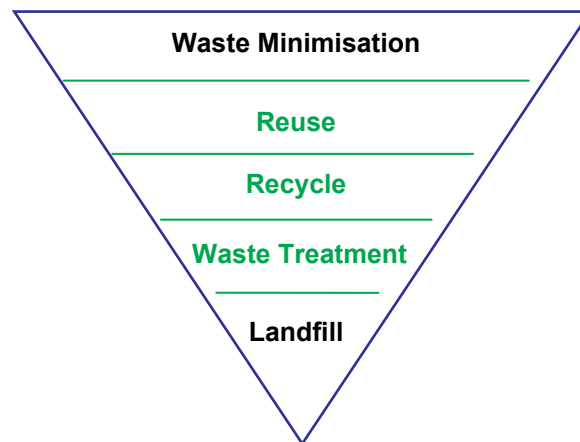 Waste Minimisation
Reuse
Recycle
Waste Treatment
Landfill